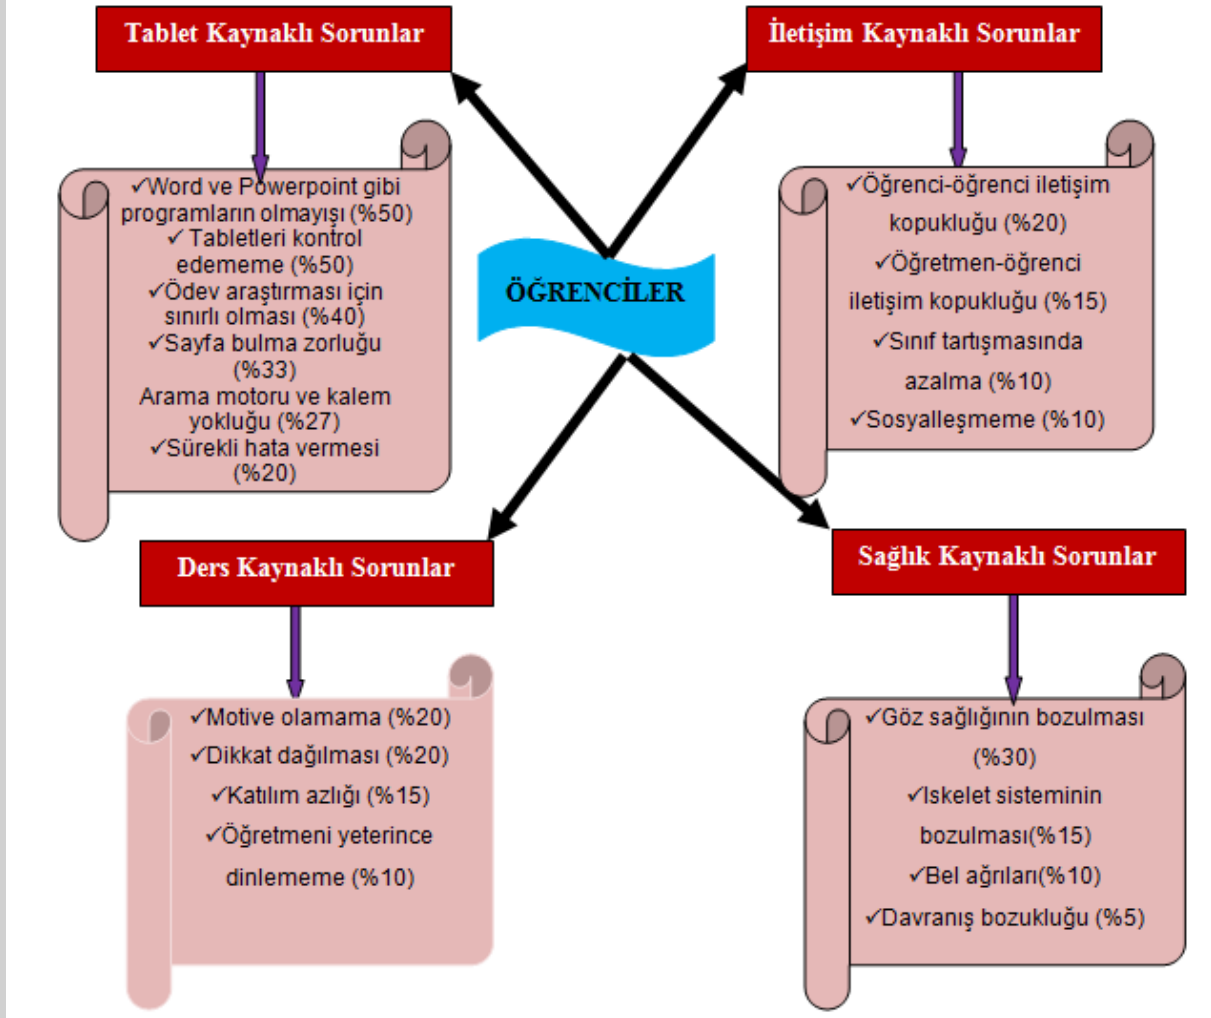 Tablet Kaynaklı Sorunlar
✓Word ve Powerpoint gibi
programların olmayışı (%50)
✓ Tabletleri kontrol
edememe (%50)
✓Ödev araştırması için
sınırlı olması (%40)
✓Sayfa bulma zorluğu
(%33)
Arama motoru ve kalem
yokluğu (%27)
✓Sürekli hata vermesi
(%20)
İletişim Kaynaklı Sorunlar
✓Öğrenci-öğrenci iletişim
kopukluğu (%20)
✓Öğretmen-öğrenci
iletişim kopukluğu (%15)
✓Sınıf tartışmasında
azalma (%10)
✓Sosyalleşmeme (%10)
ÖĞRENCİLER
Ders Kaynaklı Sorunlar
✓Motive olamama (%20)
✓Dikkat dağılması (%20)
✓Katılım azlığı (%15)
✓Öğretmeni yeterince
dinlememe (%10)
Sağlık Kaynaklı Sorunlar
✓Göz sağlığının bozulması
(%30)
✓Iskelet sisteminin
bozulması(%15)
✓Bel ağrıları(%10)
✓Davranış bozukluğu (%5)